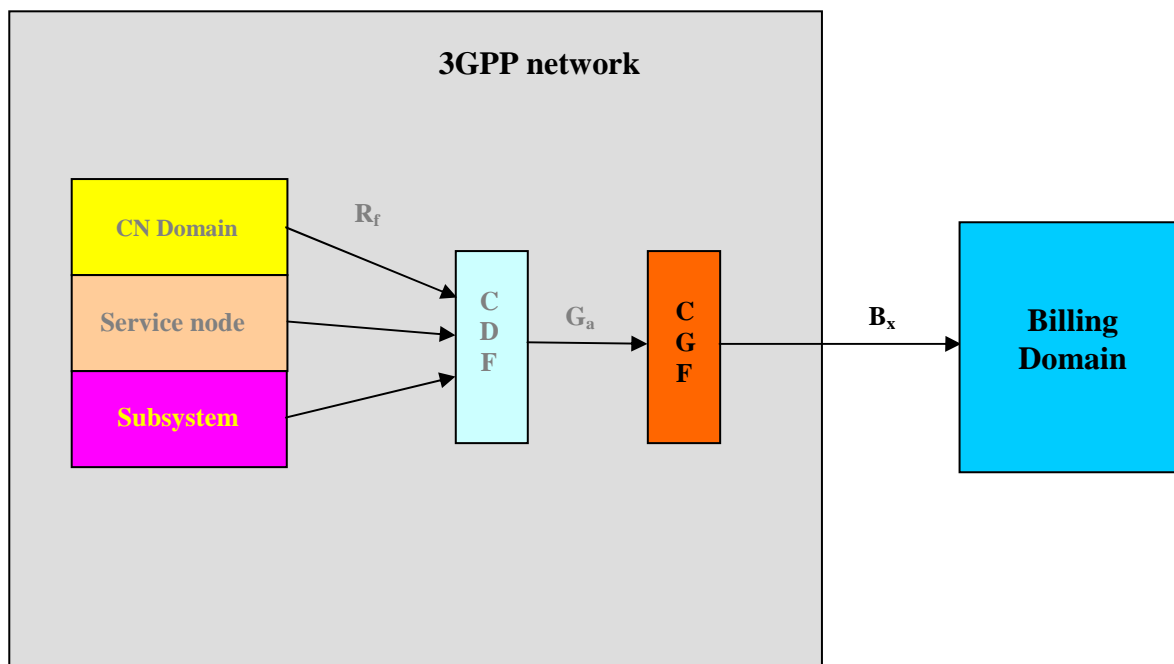 3GPP network
CN Domain
Service node
Subsystem
Rf
C
D
F
Ga
C
G
F
Bx
Billing
Domain